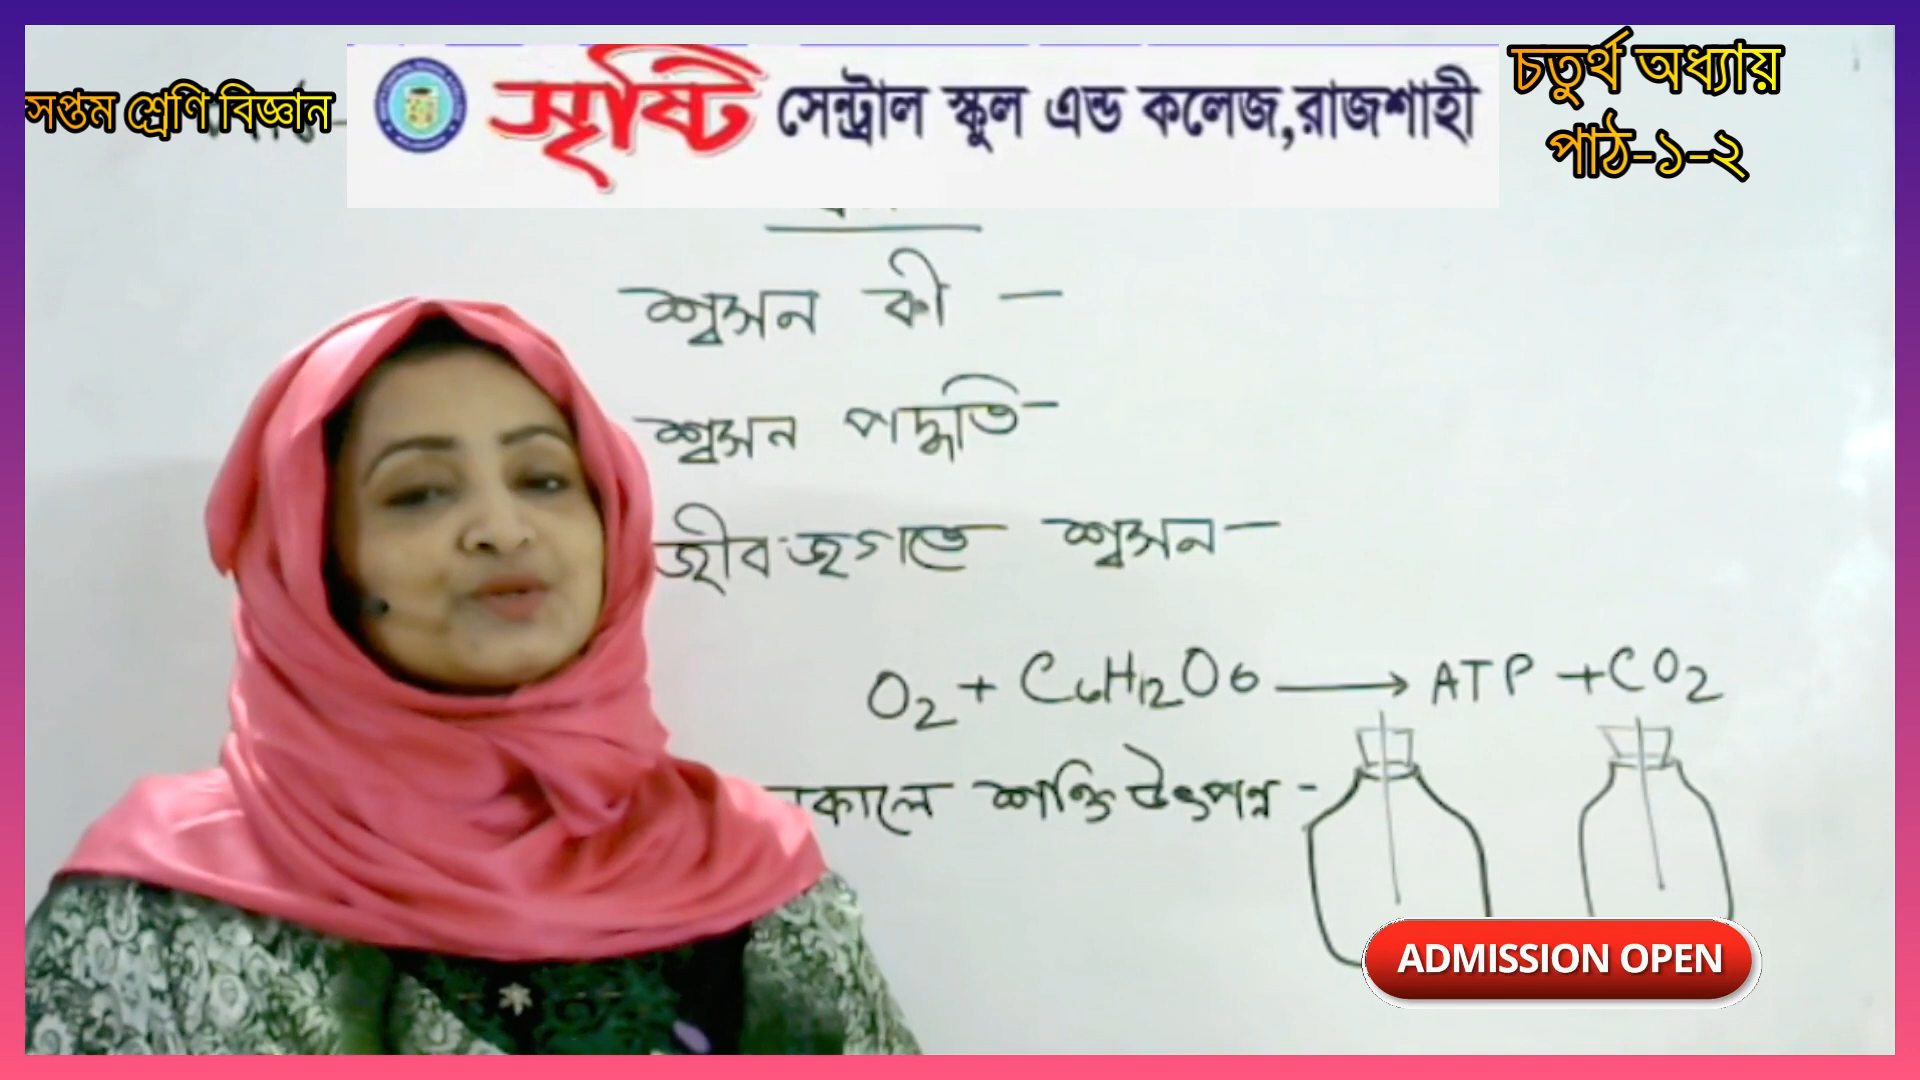 সপ্তম শ্রেণি বিজ্ঞান
সৃষ্টি সেন্ট্রাল স্কুল এন্ড কলেজ,রাজশাহী
চতুর্থ অধ্যায়
পাঠ-১-২
শ্বসন কী -
শ্বসন পদ্ধতি-
জীবজগতে শ্বসন-
O2 + C6H12O6 → ATP + CO2
কালে শক্তি উৎপন্ন -
ADMISSION OPEN